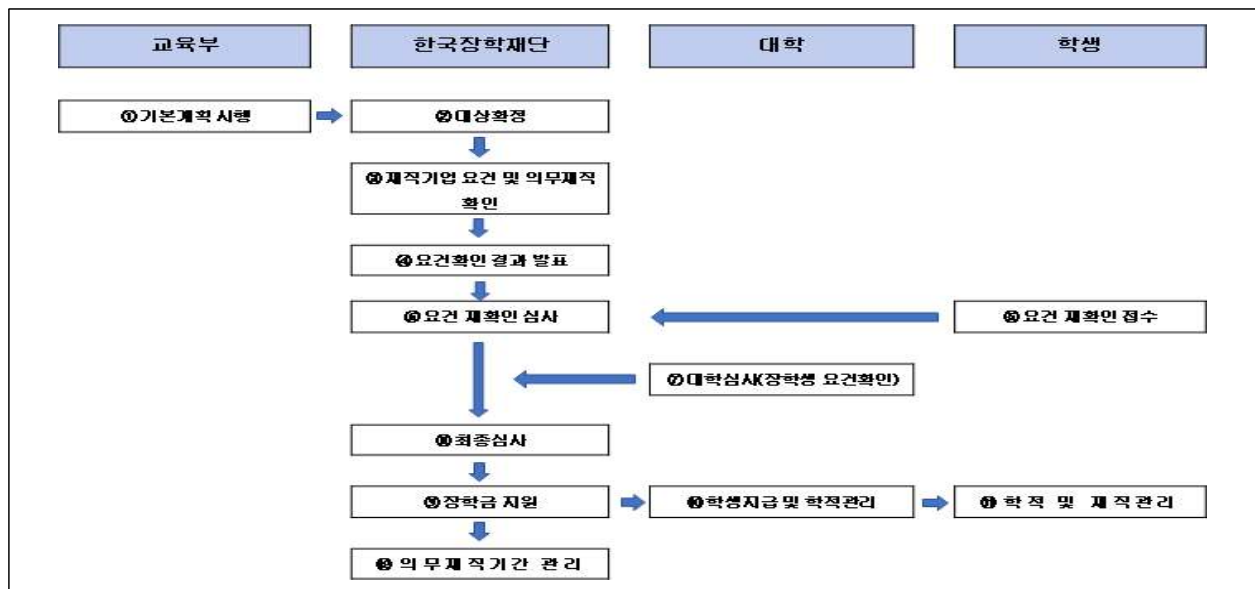 교육부
한국장학재단
대학
학생
①기본계획 시행
②대상확정
③재직기업 요건 및 의무재직
확인
④요건확인 결과 발표
⑥요건 재확인 심사
⑤요건 재확인 접수
⑦대학심사(장학생 요건확인)
⑧최종심사
⑨장학금 지원
⑩학생지급 및 학적관리
⑪학적 및 재직관리
⑫의무재직기간 관리